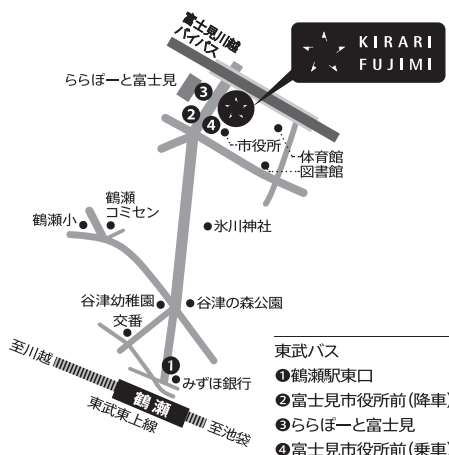 富士見川越
バイパス
KIRARI
FUJIMI
ららぽーと富士見
❸
❷
❹
市役所
体育館
図書館
鶴瀬
コミセン
鶴瀬小
氷川神社
谷津幼稚園
谷津の森公園
交番
❶
みずほ銀行
至川越
鶴瀬
東武東上線
至池袋
東武バス
❶鶴瀬駅東口
❷富士見市役所前(降車)
❸ららぽーと富士見
❹富士見市役所前(乗車)